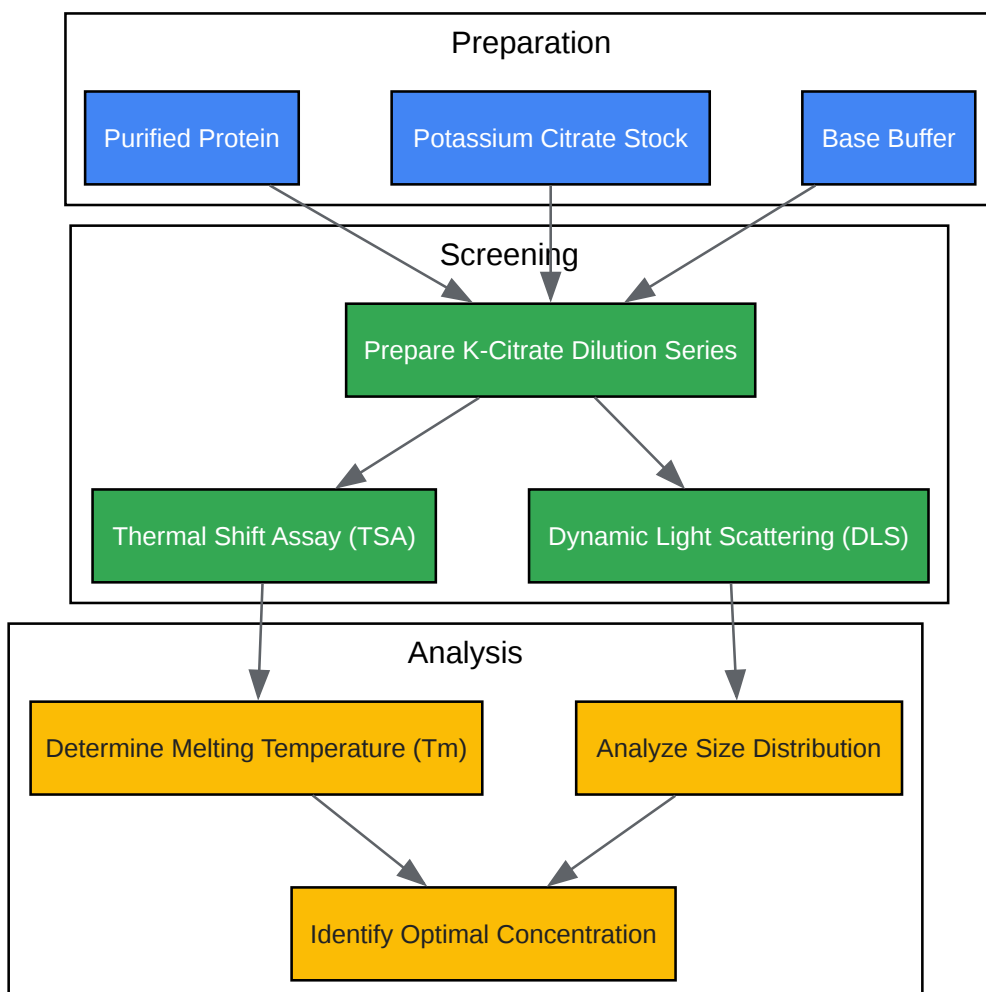 Preparation
Purified Protein
Potassium Citrate Stock
Base Buffer
Screening
Prepare K-Citrate Dilution Series
Thermal Shift Assay (TSA)
Dynamic Light Scattering (DLS)
Analysis
Determine Melting Temperature (Tm)
Analyze Size Distribution
Identify Optimal Concentration